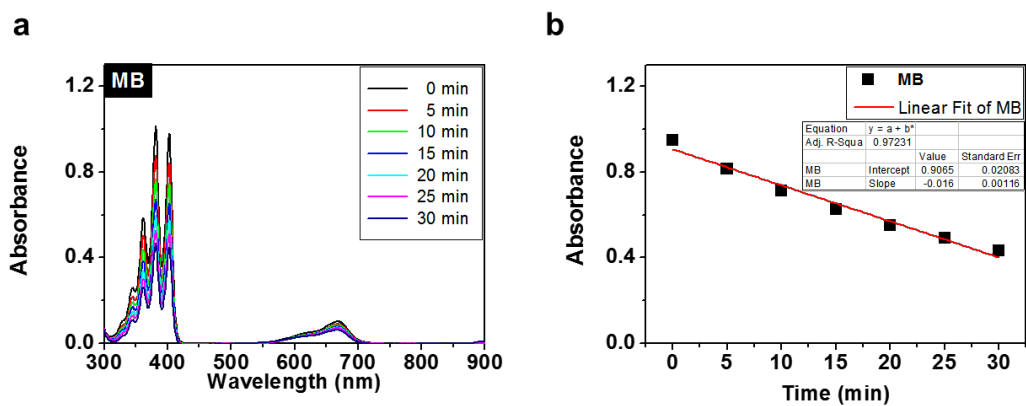 a
MB
0 min
5 min
10 min
15 min
20 min
25 min
30 min
1.2
0.8
0.4
0.0
300 400 500 600 700 800 900
Absorbance
Wavelength (nm)
b
MB
Linear Fit of MB
Equation y = a + b*
Adj. R-Squa 0.97231
Value Standard Err
MB Intercept 0.9065 0.02083
MB Slope -0.016 0.00116
1.2
0.8
0.4
0.0
0 5 10 15 20 25 30
Absorbance
Time (min)